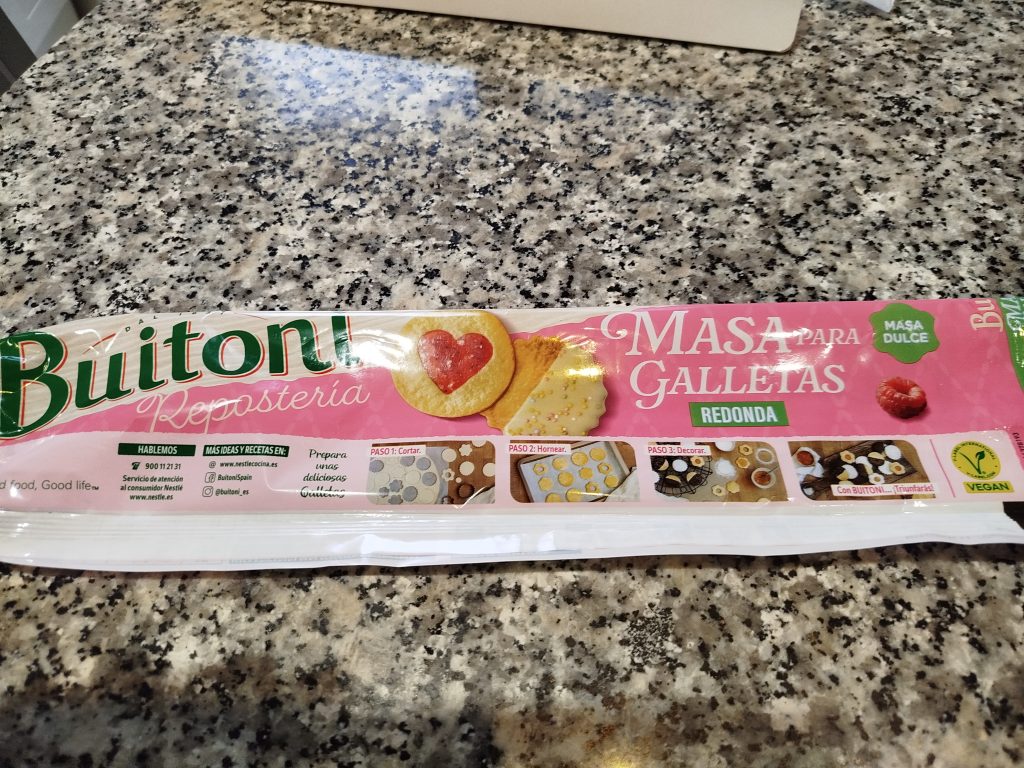 Buitoni
Repostería
MASA PARA
GALLETAS
REDONDA
MASA
DULCE
food, Good life
HABLEMOS
900 11 21 31
Servicio de atención
al consumidor Nestlé
www.nestle.es
MÁS IDEAS Y RECETAS EN:
www.nestlecocina.es
BuitoniSpain
@buitoni_es
Prepara
unas
deliciosas
Galletas
PASO 1: Cortar.
PASO 2: Hornear.
PASO 3: Decorar.
Con BUITONI... ¡Triunfarás!
VEGAN
Bu